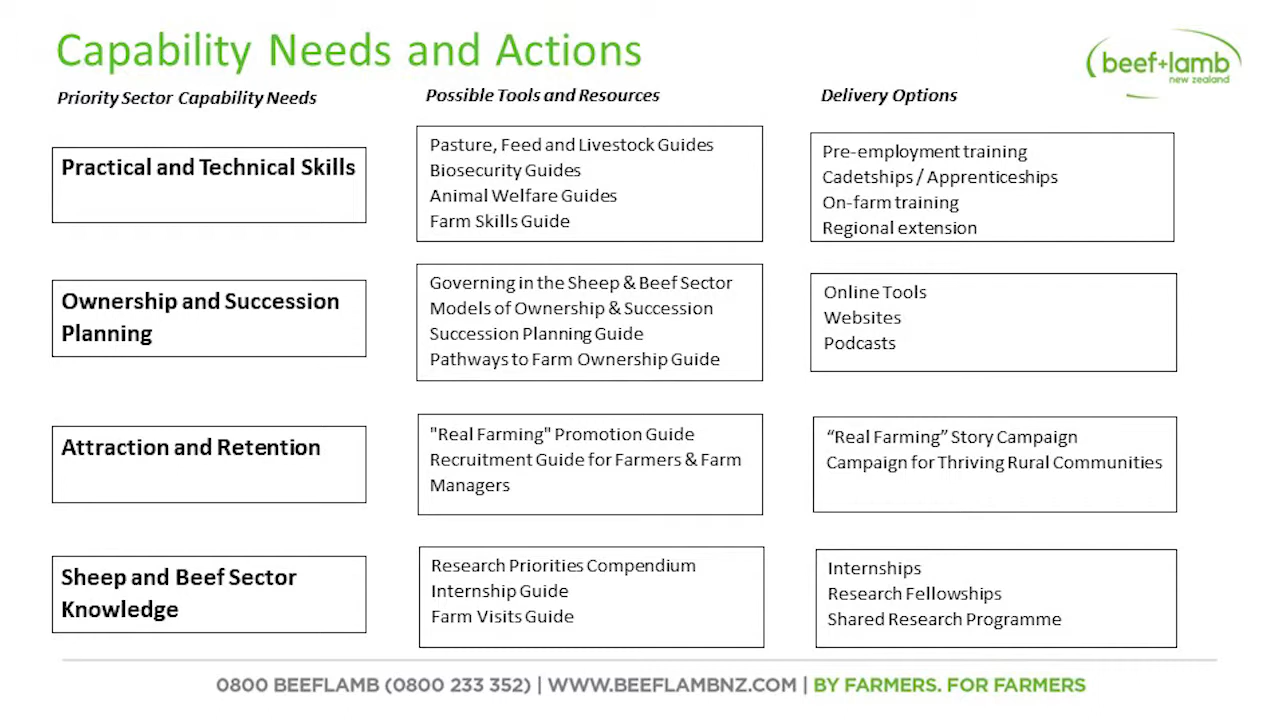 Capability Needs and Actions
beef+lamb
new zealand
Priority Sector Capability Needs
Possible Tools and Resources
Delivery Options
Practical and Technical Skills
Pasture, Feed and Livestock Guides
Biosecurity Guides
Animal Welfare Guides
Farm Skills Guide
Pre-employment training
Cadetships / Apprenticeships
On-farm training
Regional extension
Ownership and Succession
Planning
Governing in the Sheep & Beef Sector
Models of Ownership & Succession
Succession Planning Guide
Pathways to Farm Ownership Guide
Online Tools
Websites
Podcasts
Attraction and Retention
"Real Farming" Promotion Guide
Recruitment Guide for Farmers & Farm
Managers
“Real Farming” Story Campaign
Campaign for Thriving Rural Communities
Sheep and Beef Sector
Knowledge
Research Priorities Compendium
Internship Guide
Farm Visits Guide
Internships
Research Fellowships
Shared Research Programme
0800 BEEFLAMB (0800 233 352) | WWW.BEEFLAMBNZ.COM | BY FARMERS. FOR FARMERS